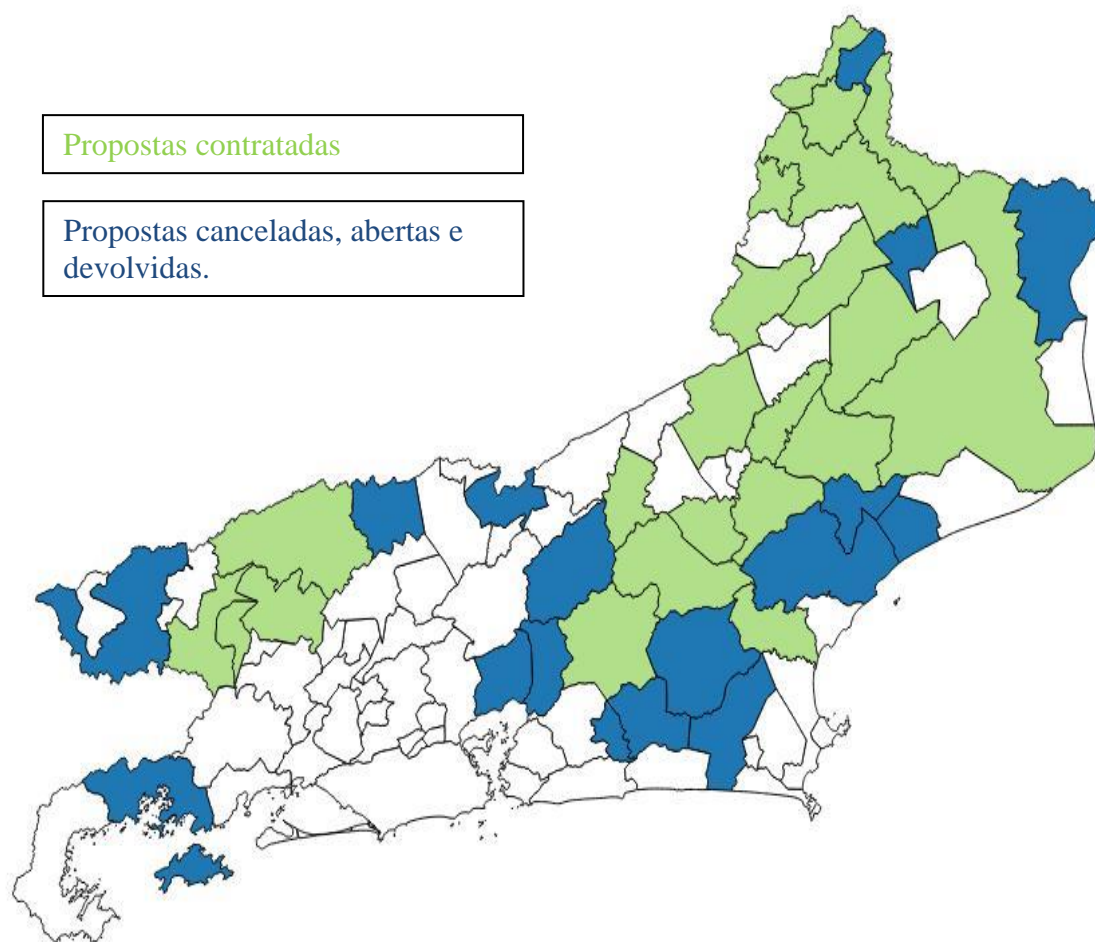 Propostas contratadas
Propostas canceladas, abertas e
devolvidas.